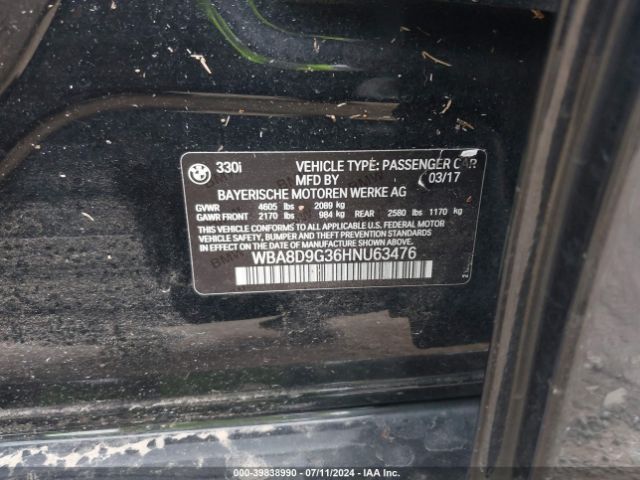 330i VEHICLE TYPE: PASSENGER CAR
MFD BY 03/17
BAYERISCHE MOTOREN WERKE AG
GVWR 4605 lbs 2089 kg
GAWR FRONT 2170 lbs 984 kg REAR 2580 lbs 1170 kg
THIS VEHICLE CONFORMS TO ALL APPLICABLE U.S. FEDERAL MOTOR
VEHICLE SAFETY, BUMPER AND THEFT PREVENTION STANDARDS
IN EFFECT ON THE DATE OF MANUFACTURE SHOWN ABOVE.
WBA8D9G36HNU63476
000-39838990 - 07/11/2024 - IAA Inc.